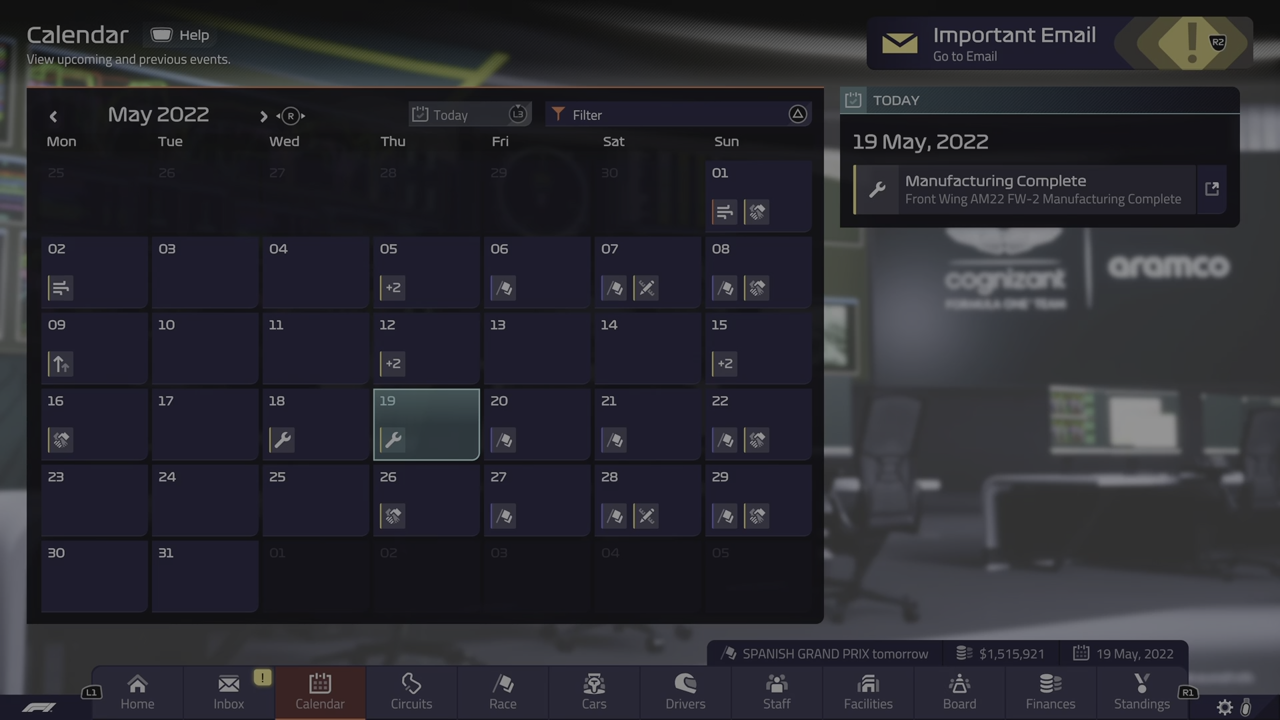 Calendar
Help
View upcoming and previous events.
Important Email
Go to Email
R2
May 2022
R
Today
L3
Filter
Mon Tue Wed Thu Fri Sat Sun
25 26 27 28 29 30 01
02 03 04 05 06 07 08
+2
09 10 11 12 13 14 15
+2 +2
16 17 18 19 20 21 22
23 24 25 26 27 28 29
30 31 01 02 03 04 05
TODAY
19 May, 2022
Manufacturing Complete
Front Wing AM22 FW-2 Manufacturing Complete
cognizant
FORMULA ONE™ TEAM
aramco
SPANISH GRAND PRIX tomorrow
$1,515,921
19 May, 2022
L1
Home
Inbox
!
Calendar
Circuits
Race
Cars
Drivers
Staff
Facilities
Board
Finances
Standings
R1